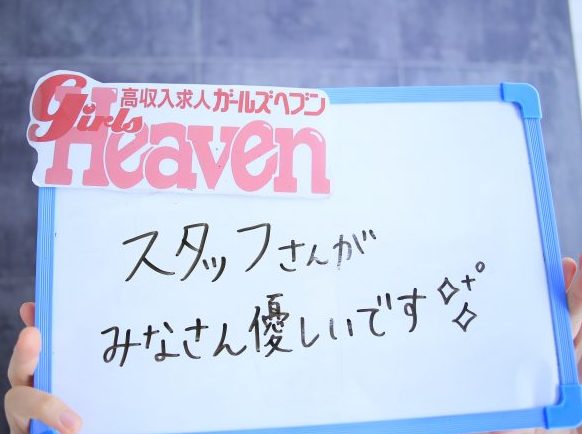 高収入求人ガールズヘブン
Girls
Heaven
スタッフさんが
みなさん優しいです